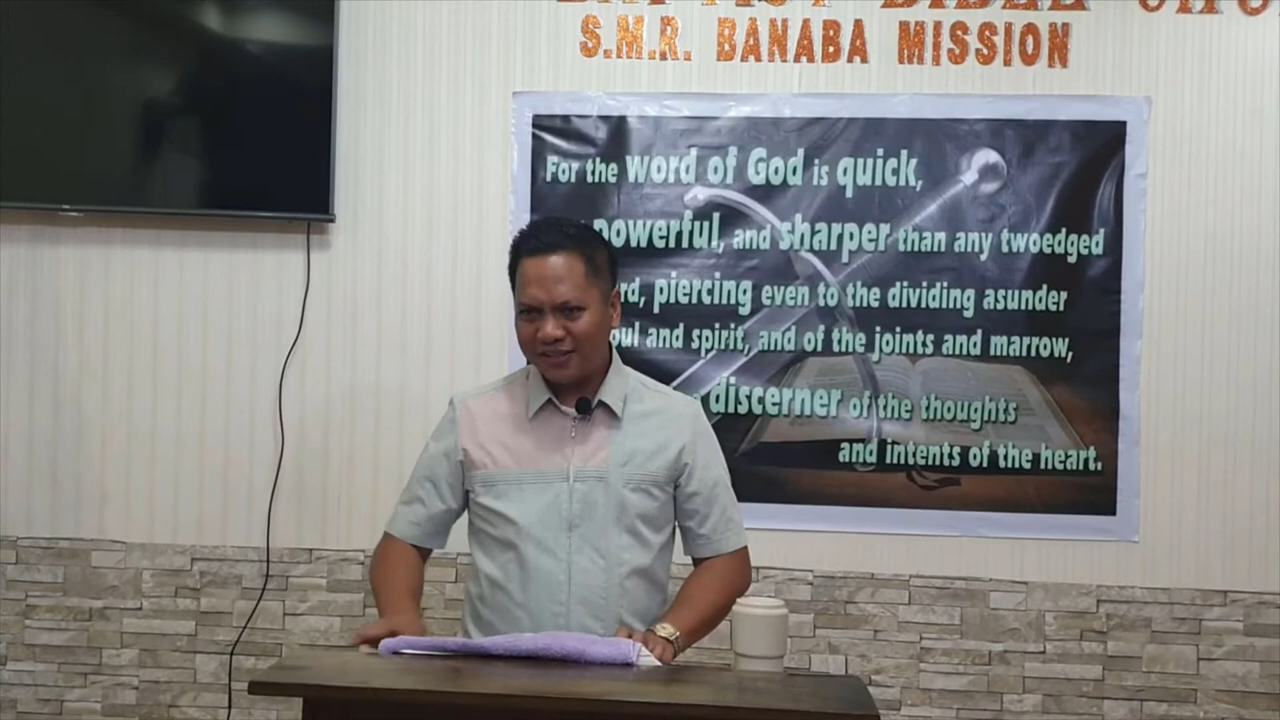 BAPTIST BIBLE
S.M.R. BANABA MISSION
For the word of God is quick,
powerful, and sharper than any twoedged
piercing even to the dividing asunder
and spirit, and of the joints and marrow,
discerner of the thoughts
and intents of the heart.